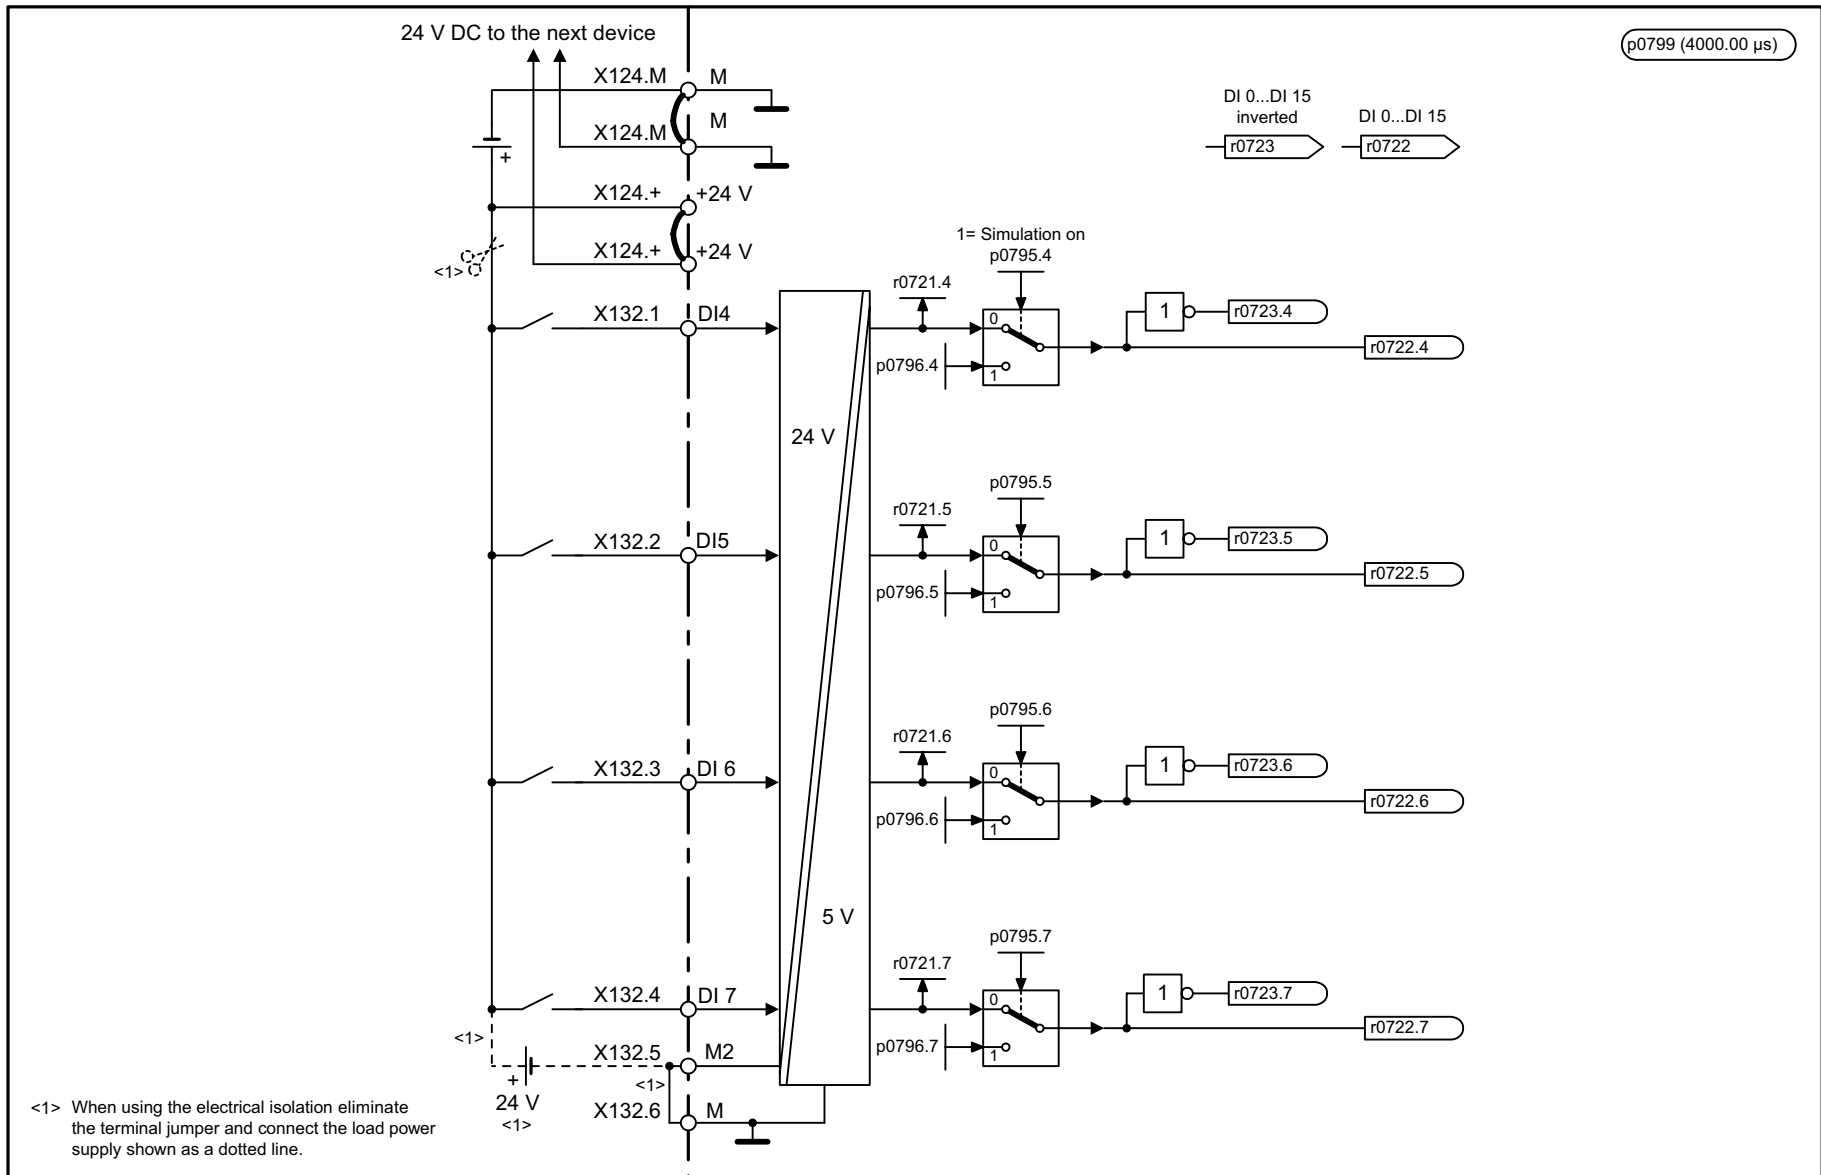 24 V DC to the next device
p0799 (4000.00 µs)
X124.M
M
X124.M
M
+
DI 0...DI 15
inverted
r0723
DI 0...DI 15
r0722
X124.+
+24 V
X124.+
+24 V
<1>
1= Simulation on
p0795.4
r0721.4
X132.1
DI4
0
1
p0796.4
1
r0723.4
r0722.4
24 V
p0795.5
r0721.5
X132.2
DI5
0
1
p0796.5
1
r0723.5
r0722.5
p0795.6
r0721.6
X132.3
DI 6
0
1
p0796.6
1
r0723.6
r0722.6
5 V
p0795.7
r0721.7
X132.4
DI 7
0
1
p0796.7
1
r0723.7
r0722.7
<1>
X132.5
M2
+
24 V
<1>
<1>
X132.6
M
<1> When using the electrical isolation eliminate
the terminal jumper and connect the load power
supply shown as a dotted line.